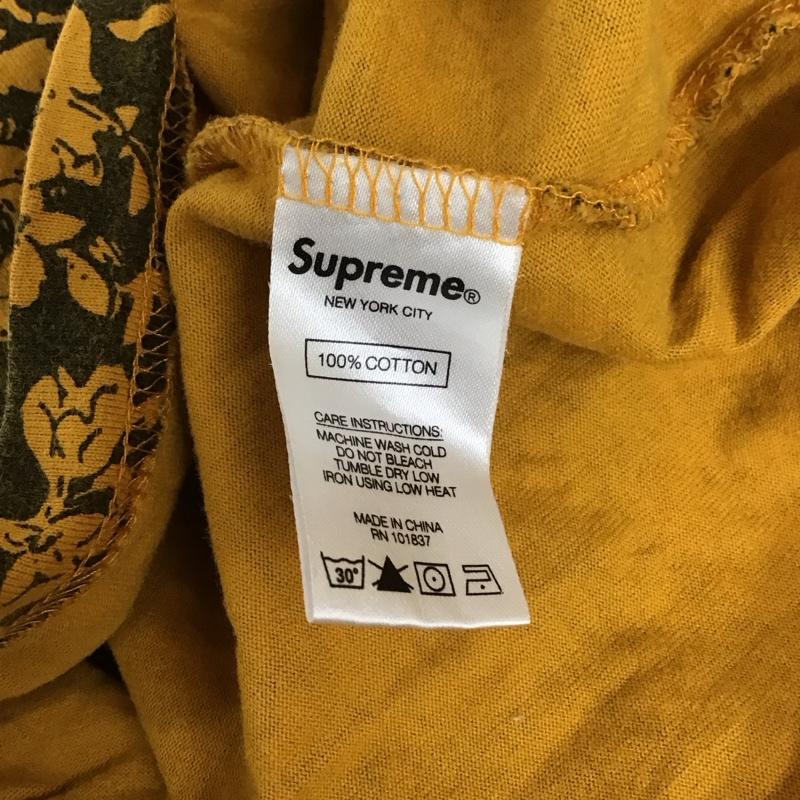 Supreme®
NEW YORK CITY
100% COTTON
CARE INSTRUCTIONS:
MACHINE WASH COLD
DO NOT BLEACH
TUMBLE DRY LOW
IRON USING LOW HEAT
MADE IN CHINA
RN 101837
30°